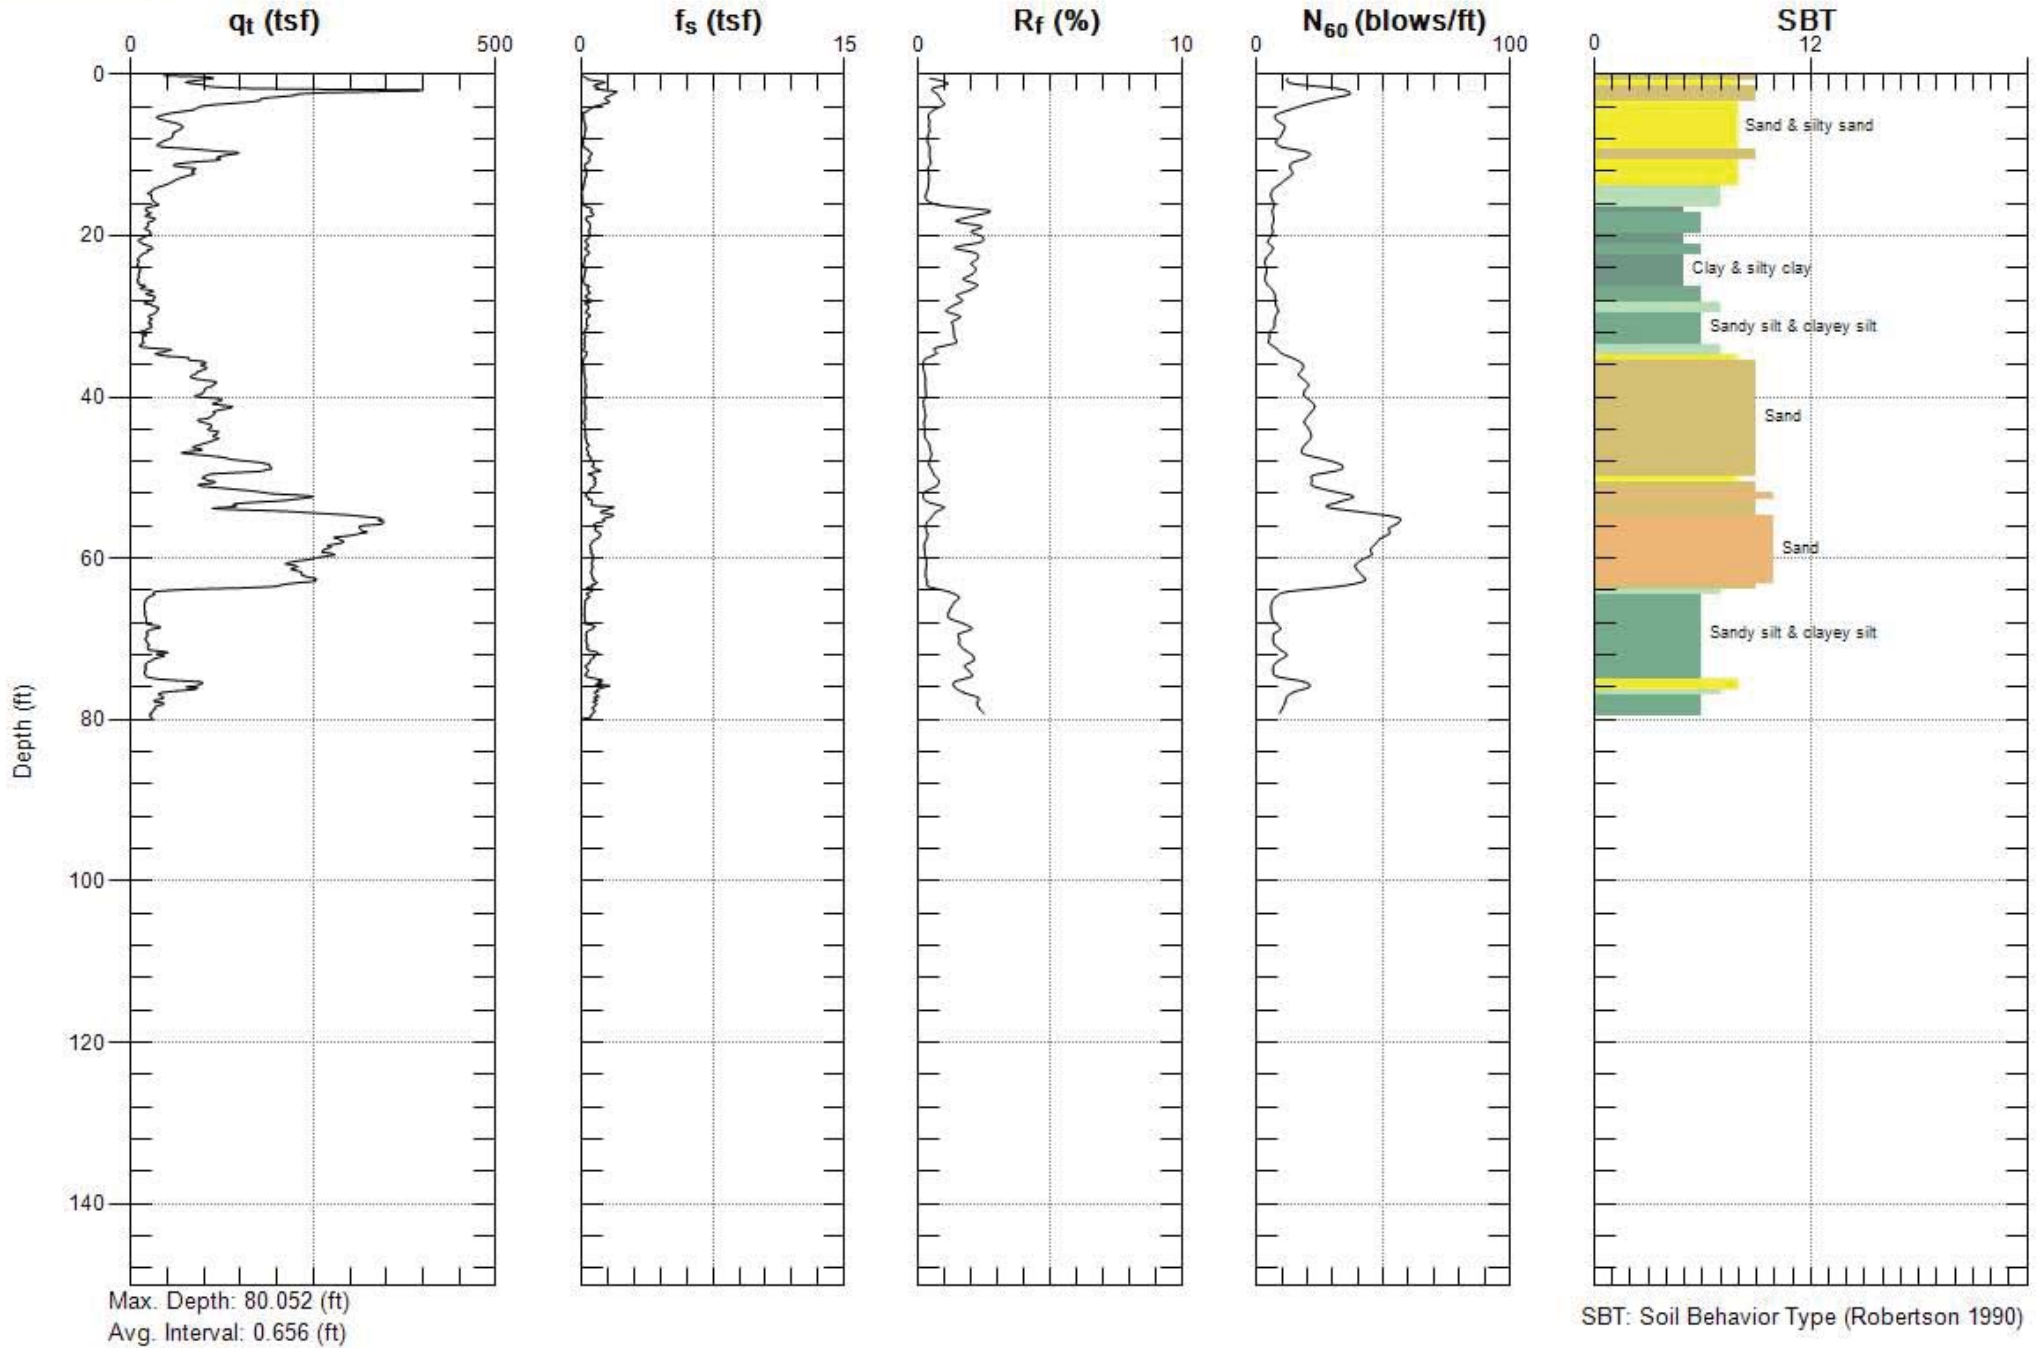 qt (tsf)
fs (tsf)
Rf (%)
N60 (blows/ft)
SBT
0 500
0 15
0 10
0 100
0 12
0
20
40
60
80
100
120
140
Depth (ft)
Sand & silty sand
Clay & silty clay
Sandy silt & clayey silt
Sand
Sand
Sandy silt & clayey silt
Max. Depth: 80.052 (ft)
Avg. Interval: 0.656 (ft)
SBT: Soil Behavior Type (Robertson 1990)